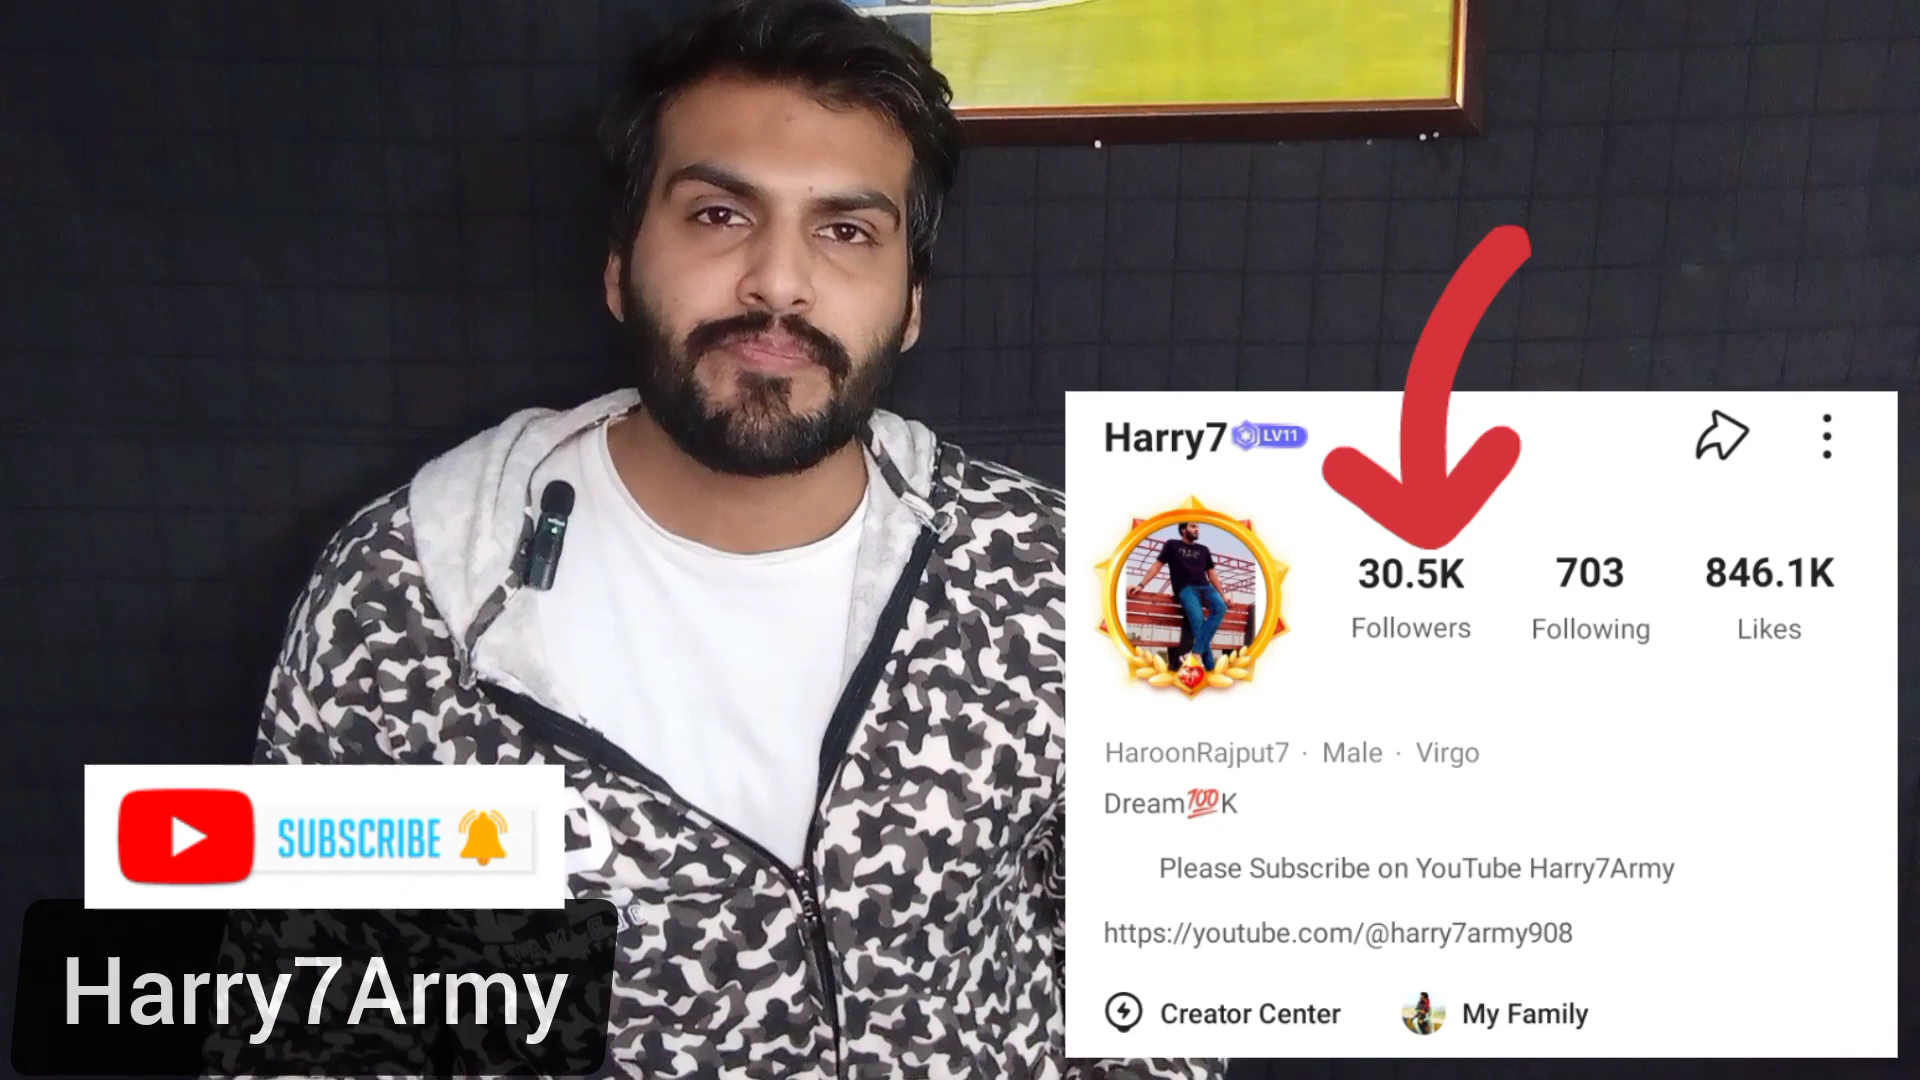 Harry7 LV11
30.5K 703 846.1K
Followers Following Likes
HaroonRajput7 · Male · Virgo
Dream💯K
Please Subscribe on YouTube Harry7Army
https://youtube.com/@harry7army908
Creator Center My Family
SUBSCRIBE
Harry7Army